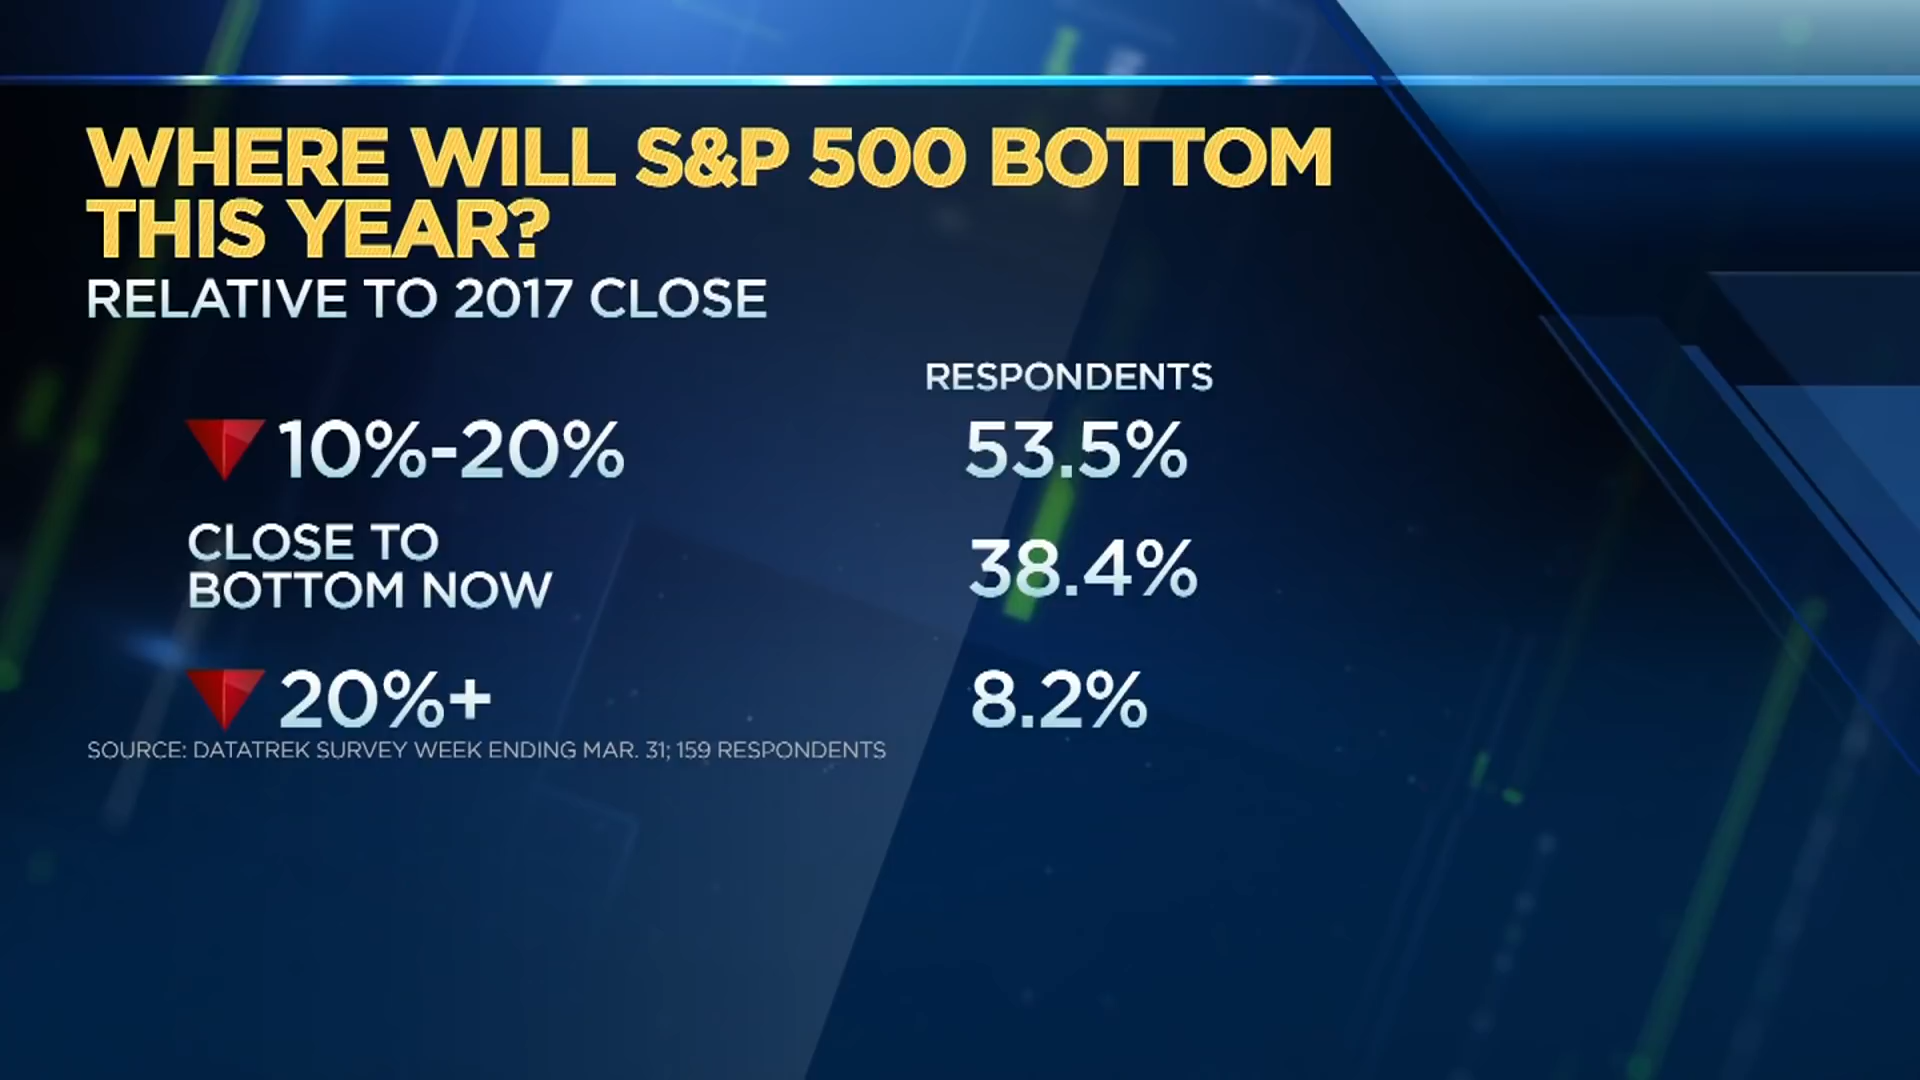 WHERE WILL S&P 500 BOTTOM
THIS YEAR?
RELATIVE TO 2017 CLOSE
RESPONDENTS
10%-20% 53.5%
CLOSE TO
BOTTOM NOW 38.4%
20%+ 8.2%
SOURCE: DATATREK SURVEY WEEK ENDING MAR. 31; 159 RESPONDENTS